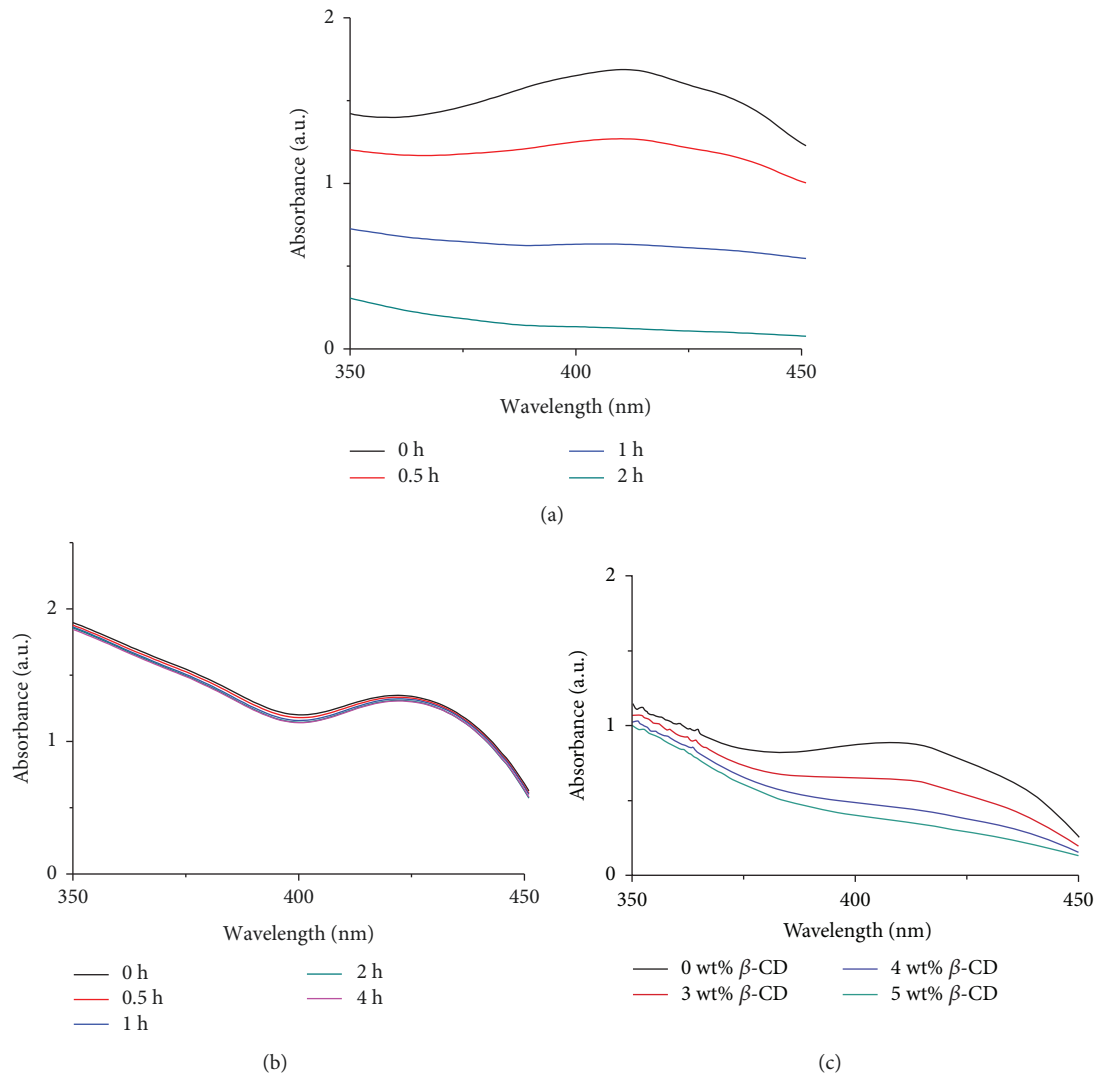 2
1
0
Absorbance (a.u.)
350
400
450
Wavelength (nm)
0 h
1 h
0.5 h
2 h
(a)
2
1
0
Absorbance (a.u.)
350
400
450
Wavelength (nm)
0 h
2 h
0.5 h
4 h
1 h
(b)
2
1
0
Absorbance (a.u.)
350
400
450
Wavelength (nm)
0 wt% β-CD
4 wt% β-CD
3 wt% β-CD
5 wt% β-CD
(c)